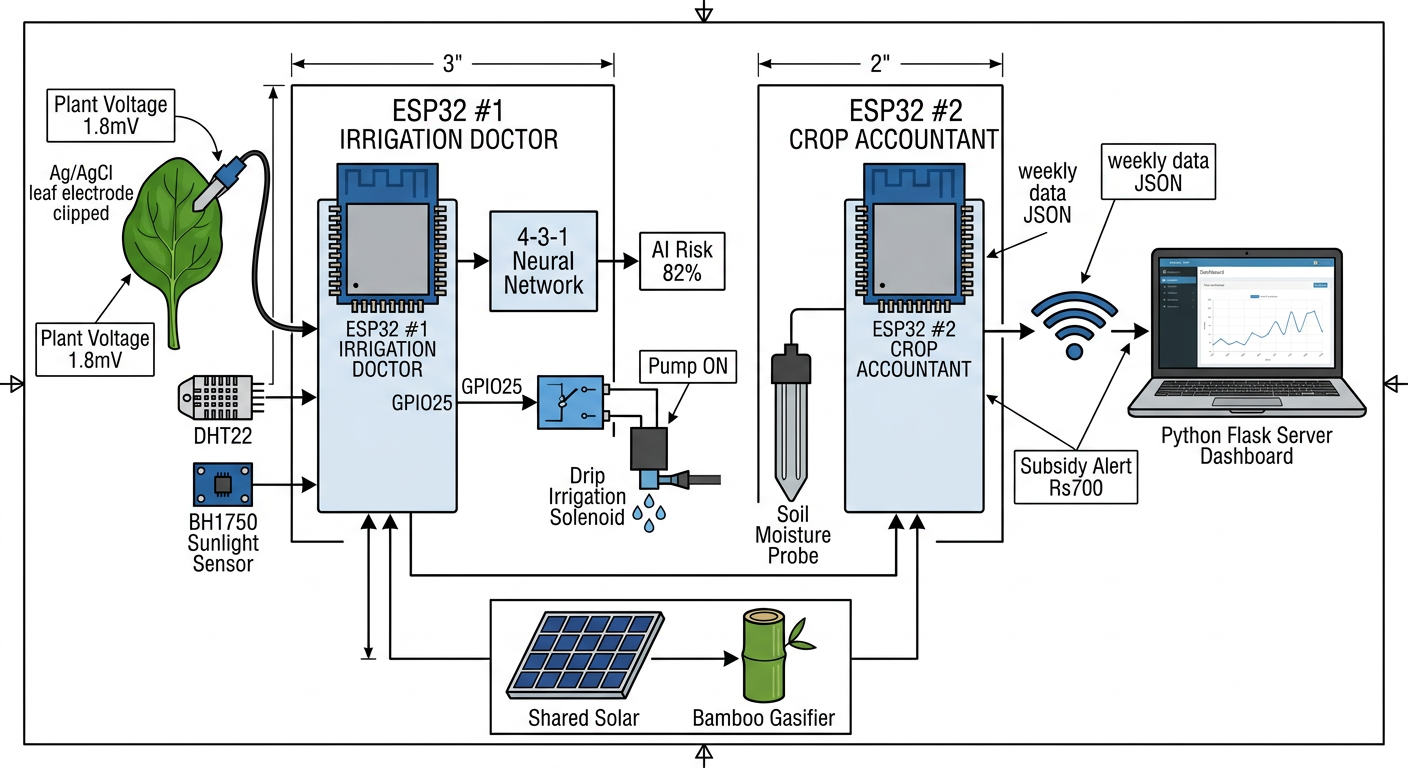 3"
2"
Plant Voltage
1.8mV
Ag/AgCl
leaf electrode
ciipped
Plant Voltage
1.8mV
DHT22
BH1750
Sunlight
Sensor
ESP32 #1
IRRIGATION DOCTOR
ESP32 #1
IRRIGATION
DOCTOR
GPIO25
GPIO25
4-3-1
Neural
Network
AI Risk
82%
Pump ON
Drip
Irrigation
Solenoid
ESP32 #2
CROP ACCOUNTANT
ESP32 #2
CROP
ACCOUNTANT
Soil
Moisture
Probe
weekly
data
JSON
weekly data
JSON
Subsidy Alert
Rs700
Python Flask Server
Dashboard
Shared Solar
Bamboo Gasifier